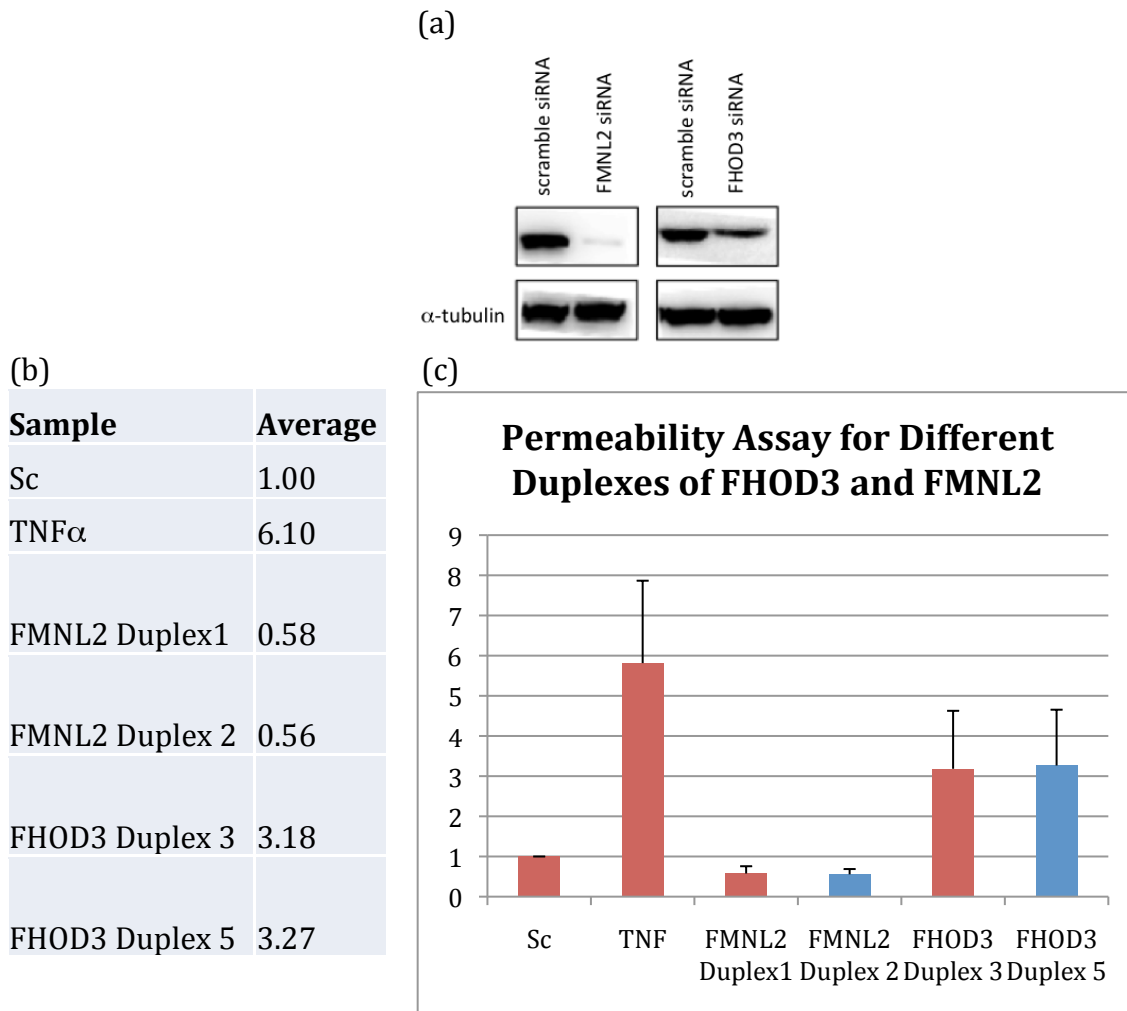 (a)
scramble siRNA
FMNL2 siRNA
scramble siRNA
FHOD3 siRNA
α-tubulin
(b)
Sample Average
Sc 1.00
TNFα 6.10
FMNL2 Duplex1 0.58
FMNL2 Duplex 2 0.56
FHOD3 Duplex 3 3.18
FHOD3 Duplex 5 3.27
(c)
Permeability Assay for Different
Duplexes of FHOD3 and FMNL2
9
8
7
6
5
4
3
2
1
0
Sc TNF FMNL2 FMNL2 FHOD3 FHOD3
Duplex1 Duplex 2 Duplex 3 Duplex 5